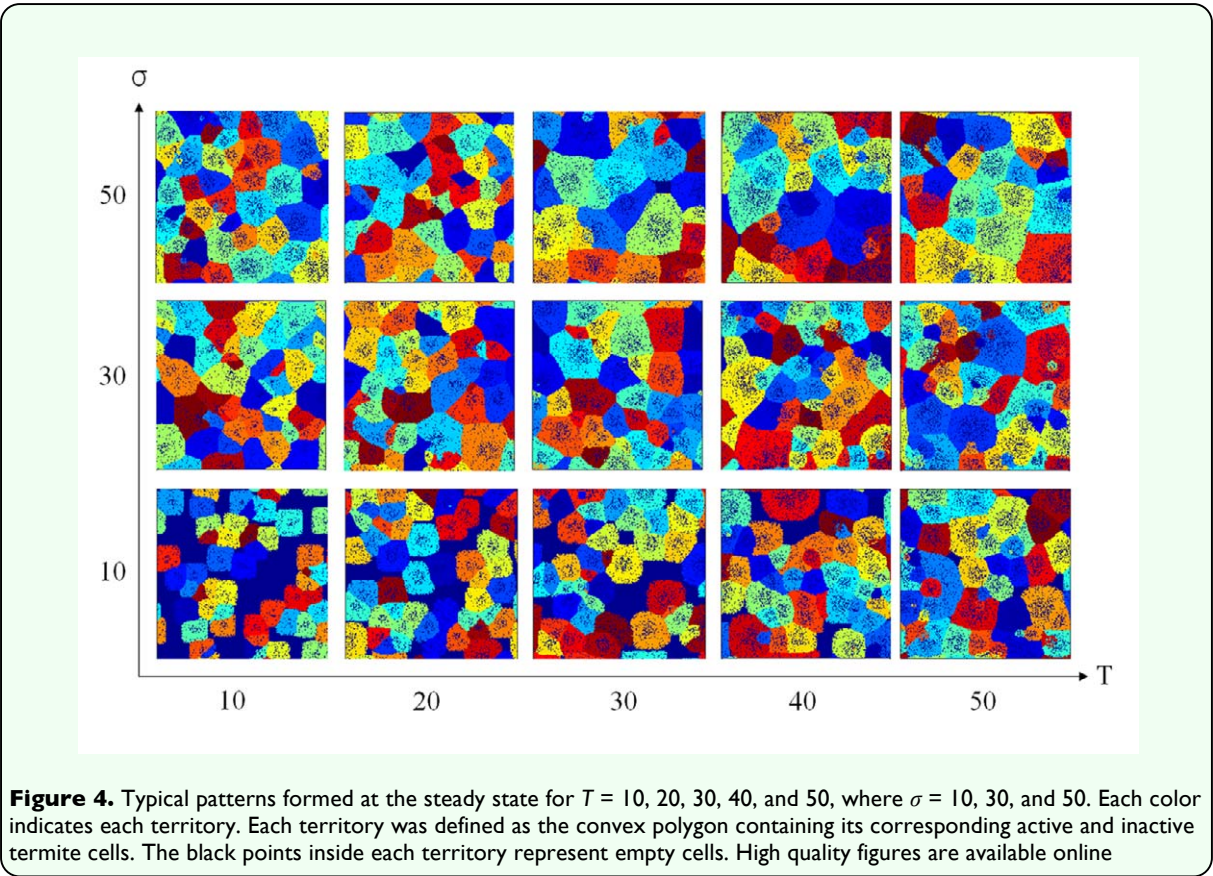 σ
50
30
10
10 20 30 40 50
T
Figure 4. Typical patterns formed at the steady state for T = 10, 20, 30, 40, and 50, where σ = 10, 30, and 50. Each color
indicates each territory. Each territory was defined as the convex polygon containing its corresponding active and inactive
termite cells. The black points inside each territory represent empty cells. High quality figures are available online